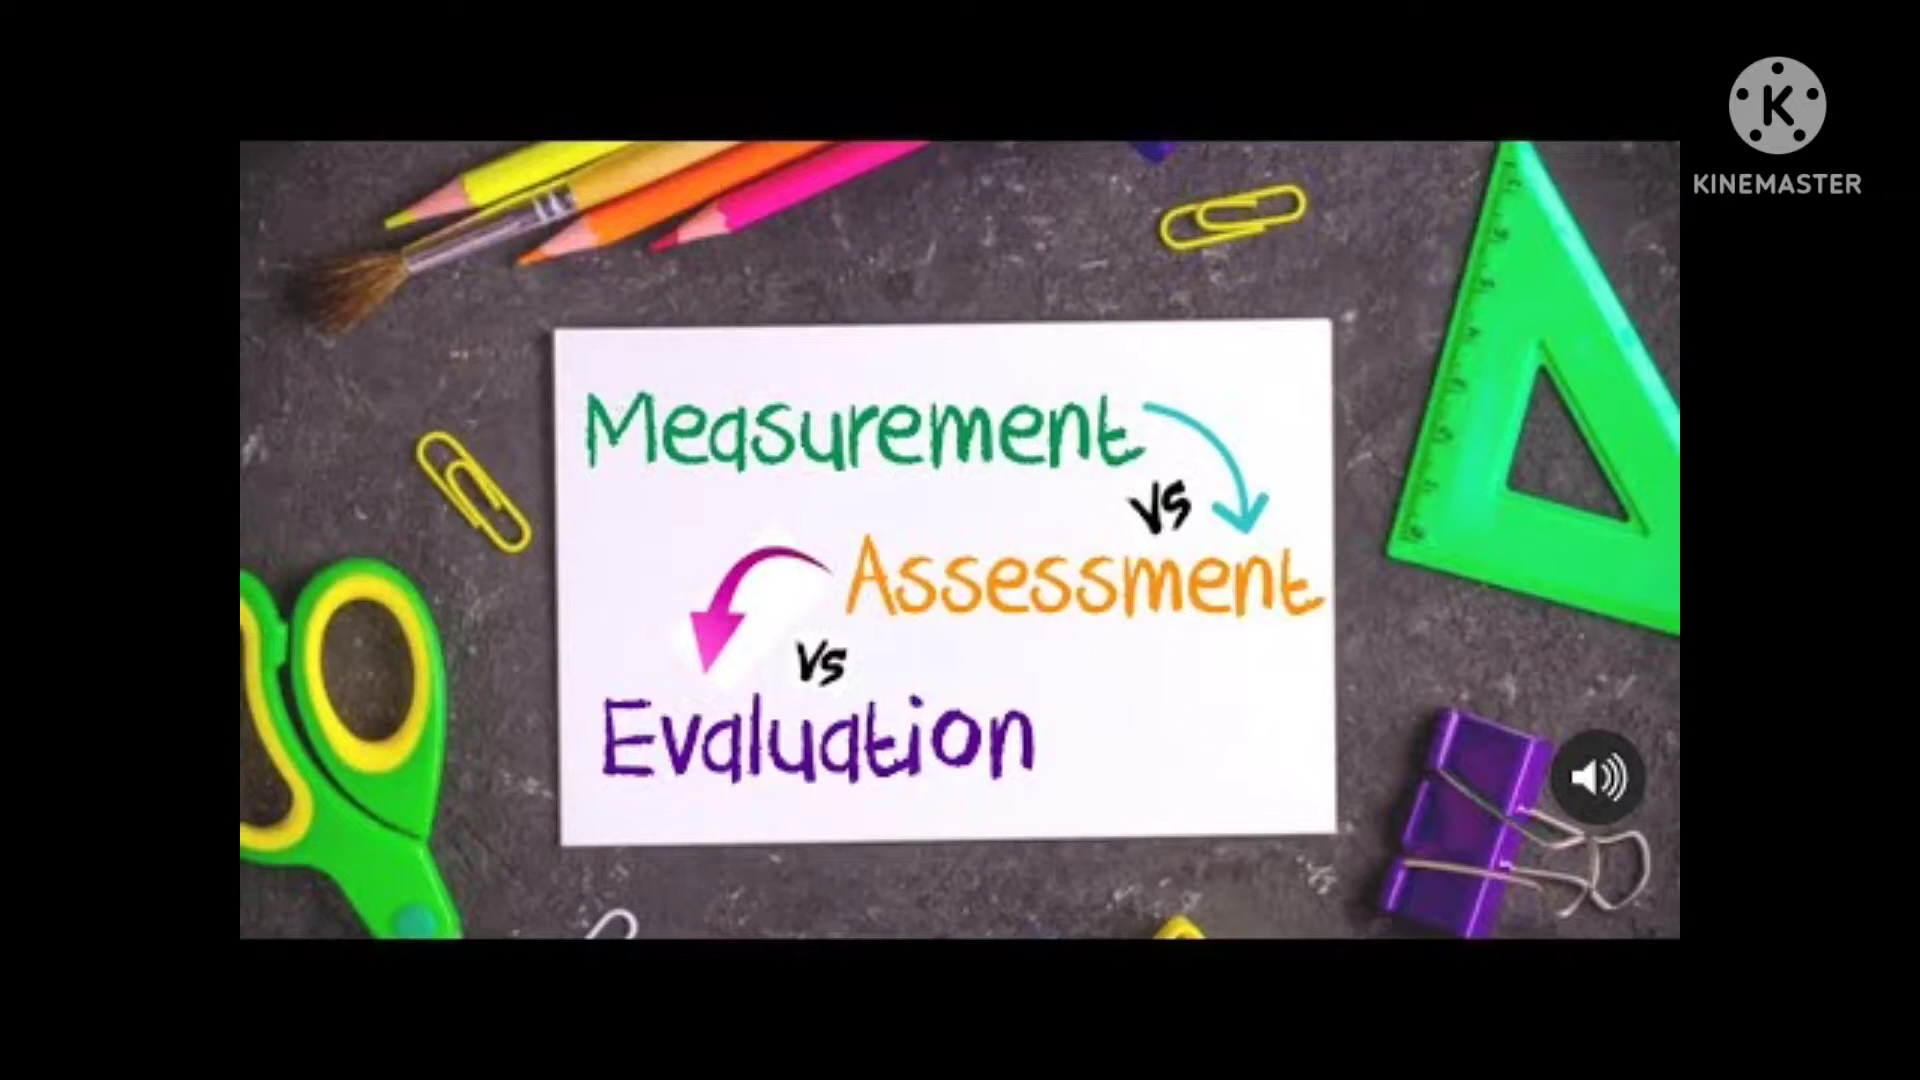 K
KINEMASTER
Measurement
vs
Assessment
vs
Evaluation